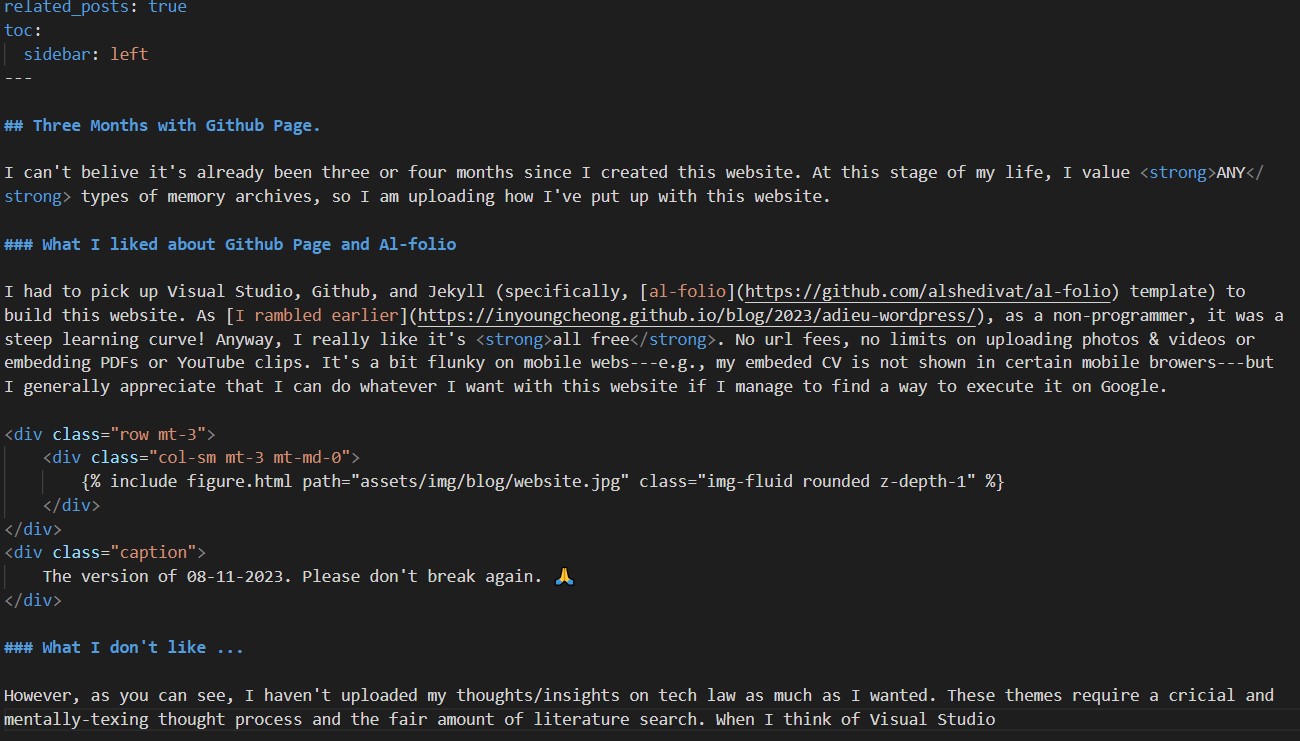 related_posts: true
toc:
  sidebar: left
---
## Three Months with Github Page.
I can't belive it's already been three or four months since I created this website. At this stage of my life, I value <strong>ANY</
strong> types of memory archives, so I am uploading how I've put up with this website.
### What I liked about Github Page and Al-folio
I had to pick up Visual Studio, Github, and Jekyll (specifically, [al-folio](https://github.com/alshedivat/al-folio) template) to
build this website. As [I rambled earlier](https://inyoungcheong.github.io/blog/2023/adieu-wordpress/), as a non-programmer, it was a
steep learning curve! Anyway, I really like it's <strong>all free</strong>. No url fees, no limits on uploading photos & videos or
embedding PDFs or YouTube clips. It's a bit flunky on mobile webs---e.g., my embeded CV is not shown in certain mobile browers---but
I generally appreciate that I can do whatever I want with this website if I manage to find a way to execute it on Google.
<div class="row mt-3">
    <div class="col-sm mt-3 mt-md-0">
        {% include figure.html path="assets/img/blog/website.jpg" class="img-fluid rounded z-depth-1" %}
    </div>
</div>
<div class="caption">
    The version of 08-11-2023. Please don't break again. 🙏
</div>
### What I don't like ...
However, as you can see, I haven't uploaded my thoughts/insights on tech law as much as I wanted. These themes require a cricial and
mentally-texing thought process and the fair amount of literature search. When I think of Visual Studio